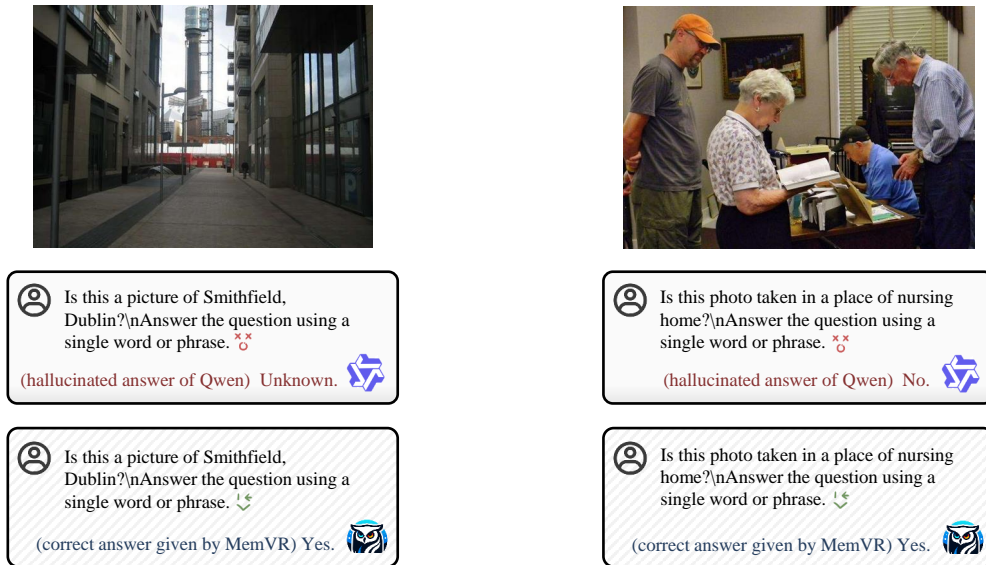 Is this a picture of Smithfield,
Dublin?\nAnswer the question using a
single word or phrase.
(hallucinated answer of Qwen) Unknown.
Is this a picture of Smithfield,
Dublin?\nAnswer the question using a
single word or phrase.
(correct answer given by MemVR) Yes.
Is this photo taken in a place of nursing
home?\nAnswer the question using a
single word or phrase.
(hallucinated answer of Qwen) No.
Is this photo taken in a place of nursing
home?\nAnswer the question using a
single word or phrase.
(correct answer given by MemVR) Yes.